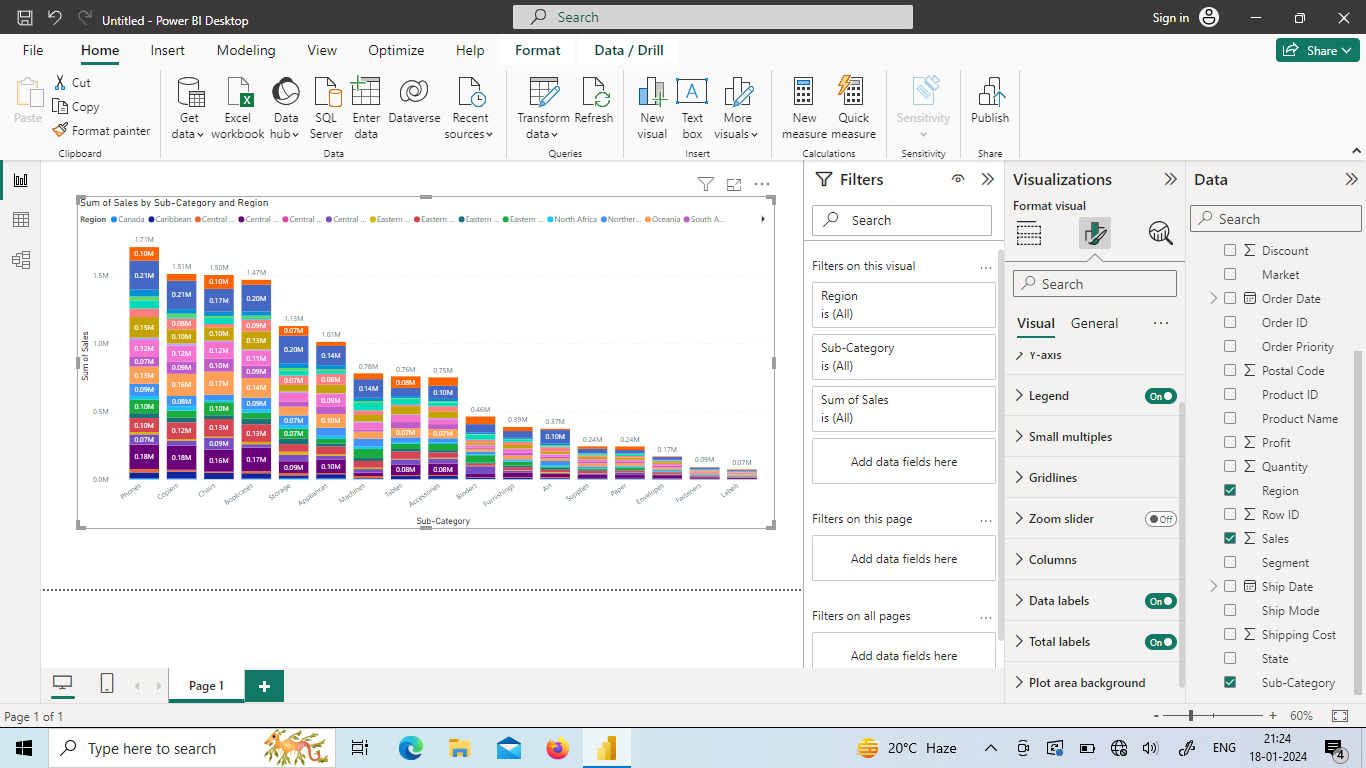 Untitled - Power BI Desktop
Search
Sign in
File Home Insert Modeling View Optimize Help Format Data / Drill
Share
Paste
Cut
Copy
Format painter
Clipboard
Get data
Excel workbook
Data hub
SQL Server
Enter data
Dataverse
Recent sources
Data
Transform data
Refresh
Queries
New visual
Text box
More visuals
Insert
New measure
Quick measure
Calculations
Sensitivity
Sensitivity
Publish
Share
Sum of Sales by Sub-Category and Region
Region Canada Caribbean Central ... Central ... Central ... Central ... Eastern ... Eastern ... Eastern ... Eastern ... North Africa Norther... Oceania South A...
Sum of Sales
1.5M
1.0M
0.5M
0.0M
1.71M
0.10M
0.21M
0.15M
0.12M
0.07M
0.13M
0.09M
0.10M
0.10M
0.07M
0.18M
1.51M
0.21M
0.08M
0.10M
0.12M
0.09M
0.16M
0.08M
0.12M
0.18M
1.50M
0.10M
0.17M
0.10M
0.12M
0.10M
0.17M
0.10M
0.13M
0.09M
0.16M
1.47M
0.20M
0.09M
0.13M
0.11M
0.09M
0.14M
0.09M
0.13M
0.17M
1.13M
0.07M
0.20M
0.07M
0.07M
0.07M
0.09M
1.01M
0.14M
0.08M
0.09M
0.10M
0.10M
0.78M
0.14M
0.76M
0.08M
0.07M
0.08M
0.75M
0.10M
0.07M
0.08M
0.46M
0.39M
0.37M
0.10M
0.24M
0.24M
0.17M
0.09M
0.07M
Phones Copiers Chairs Bookcases Storage Appliances Machines Tables Accessories Binders Furnishings Art Supplies Paper Envelopes Fasteners Labels
Sub-Category
Filters
Search
Filters on this visual
Region
is (All)
Sub-Category
is (All)
Sum of Sales
is (All)
Add data fields here
Filters on this page
Add data fields here
Filters on all pages
Add data fields here
Visualizations
Format visual
Search
Visual General
Y-axis
Legend On
Small multiples
Gridlines
Zoom slider Off
Columns
Data labels On
Total labels On
Plot area background
Data
Search
Discount
Market
Order Date
Order ID
Order Priority
Postal Code
Product ID
Product Name
Profit
Quantity
Region
Row ID
Sales
Segment
Ship Date
Ship Mode
Shipping Cost
State
Sub-Category
Page 1
Page 1 of 1
60%
Type here to search
20°C Haze
ENG
21:24
18-01-2024
4